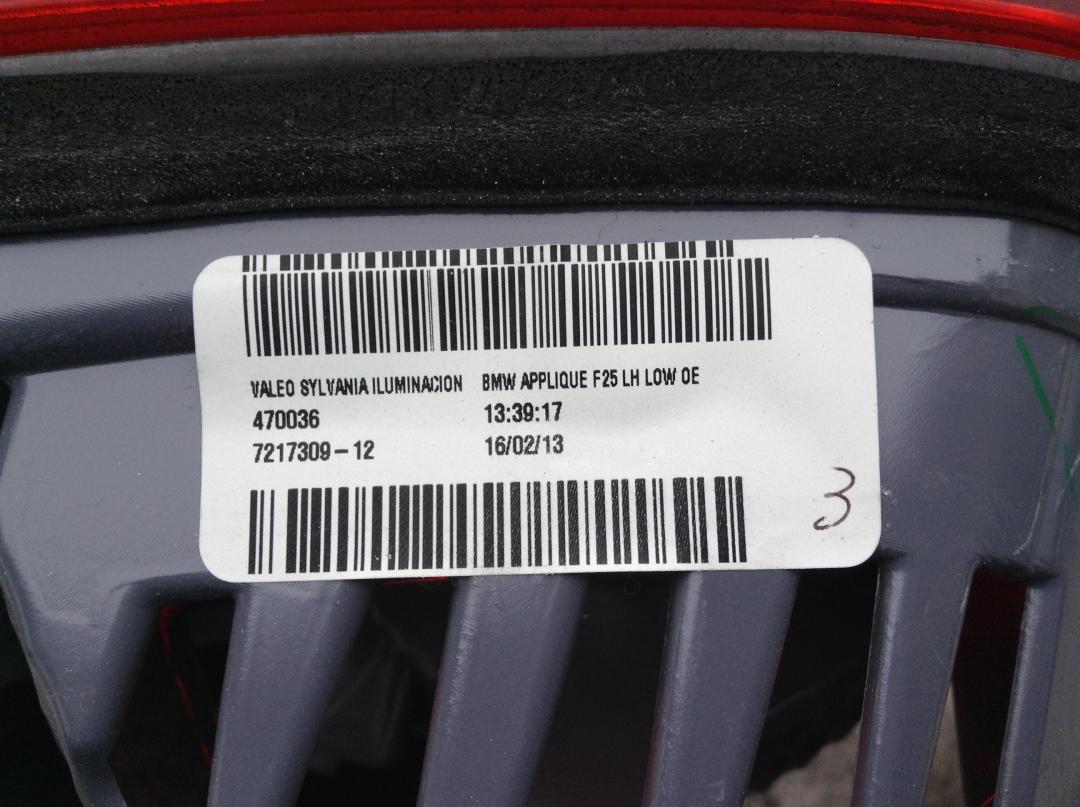 VALEO SYLVANIA ILUMINACION BMW APPLIQUE F25 LH LOW OE
470036 13:39:17
7217309-12 16/02/13
3